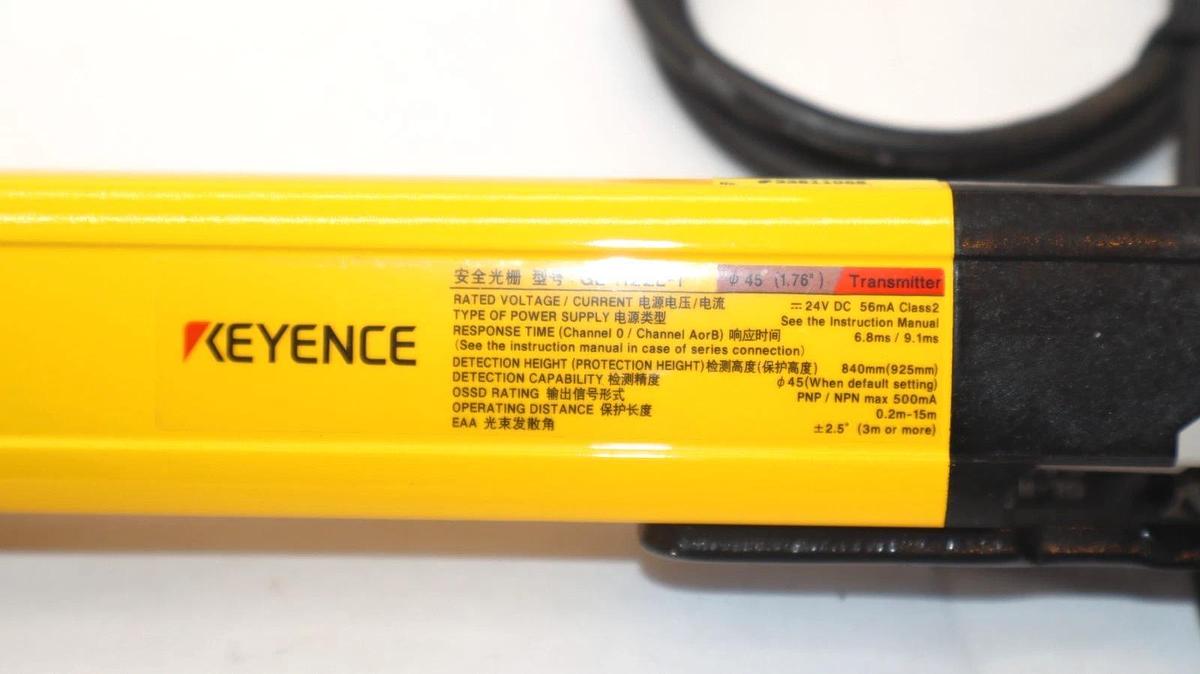 No.
KEYENCE
安全光栅 型号 φ 45 (1.76") Transmitter
RATED VOLTAGE / CURRENT 电源电压/电流 ⎓ 24V DC 56mA Class2
TYPE OF POWER SUPPLY 电源类型 See the Instruction Manual
RESPONSE TIME (Channel 0 / Channel AorB) 响应时间 6.8ms / 9.1ms
(See the instruction manual in case of series connection)
DETECTION HEIGHT (PROTECTION HEIGHT)检测高度(保护高度) 840mm(925mm)
DETECTION CAPABILITY 检测精度 φ45(When default setting)
OSSD RATING 输出信号形式 PNP / NPN max 500mA
OPERATING DISTANCE 保护长度 0.2m-15m
EAA 光束发散角 ±2.5° (3m or more)